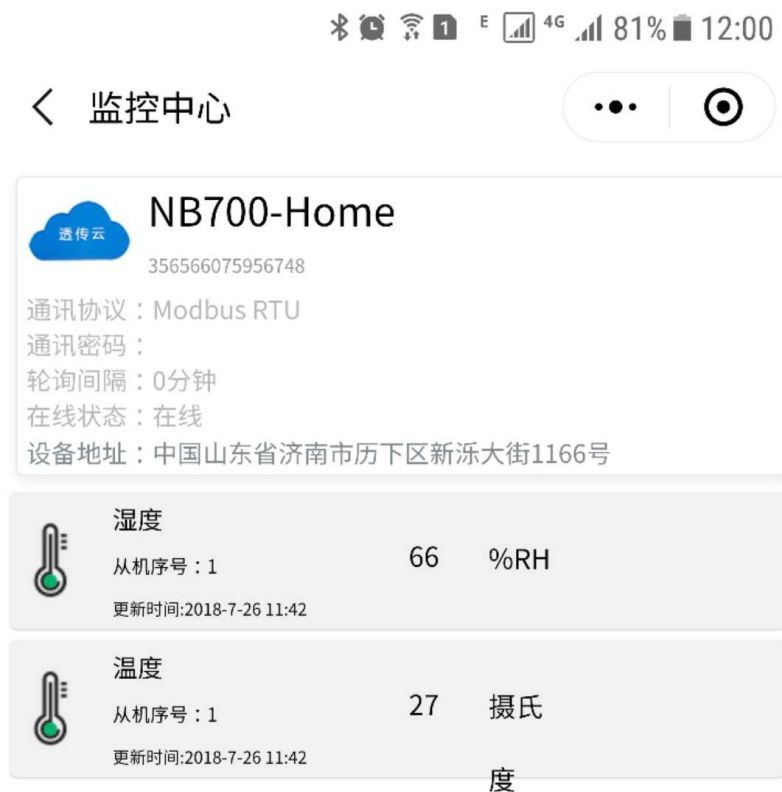 E 4G 81% 12:00
监控中心
透传云
NB700-Home
356566075956748
通讯协议：Modbus RTU
通讯密码：
轮询间隔：0分钟
在线状态：在线
设备地址：中国山东省济南市历下区新泺大街1166号
湿度
从机序号：1
66 %RH
更新时间:2018-7-26 11:42
温度
从机序号：1
27 摄氏
度
更新时间:2018-7-26 11:42